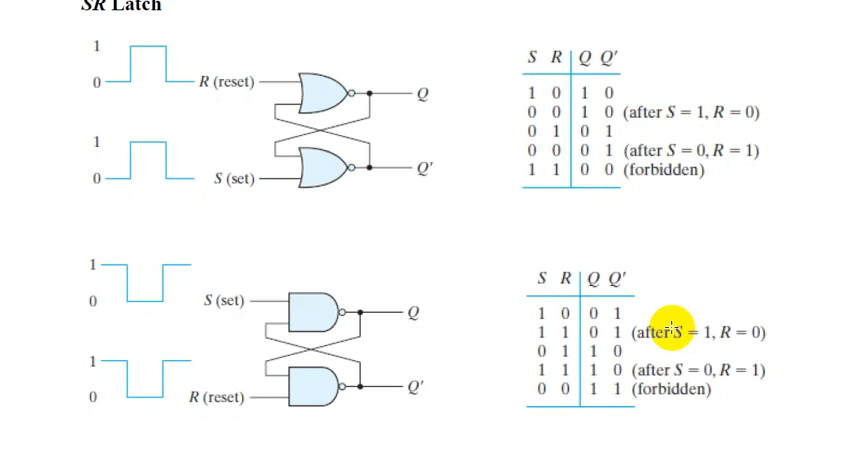 SR Latch
1
0
R (reset)
Q
1
0
S (set)
Q'
S R Q Q'
1 0 1 0
0 0 1 0 (after S = 1, R = 0)
0 1 0 1
0 0 0 1 (after S = 0, R = 1)
1 1 0 0 (forbidden)
1
0
S (set)
Q
1
0
R (reset)
Q'
S R Q Q'
1 0 0 1
1 1 0 1 (after S = 1, R = 0)
0 1 1 0
1 1 1 0 (after S = 0, R = 1)
0 0 1 1 (forbidden)